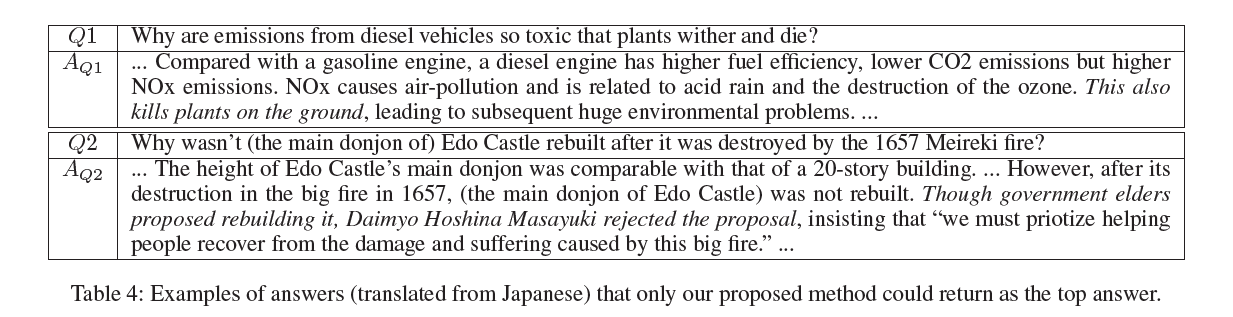 Q1 Why are emissions from diesel vehicles so toxic that plants wither and die?
A_Q1 ... Compared with a gasoline engine, a diesel engine has higher fuel efficiency, lower CO2 emissions but higher
NOx emissions. NOx causes air-pollution and is related to acid rain and the destruction of the ozone. This also
kills plants on the ground, leading to subsequent huge environmental problems. ...
Q2 Why wasn't (the main donjon of) Edo Castle rebuilt after it was destroyed by the 1657 Meireki fire?
A_Q2 ... The height of Edo Castle's main donjon was comparable with that of a 20-story building. ... However, after its
destruction in the big fire in 1657, (the main donjon of Edo Castle) was not rebuilt. Though government elders
proposed rebuilding it, Daimyo Hoshina Masayuki rejected the proposal, insisting that “we must priotize helping
people recover from the damage and suffering caused by this big fire.” ...
Table 4: Examples of answers (translated from Japanese) that only our proposed method could return as the top answer.